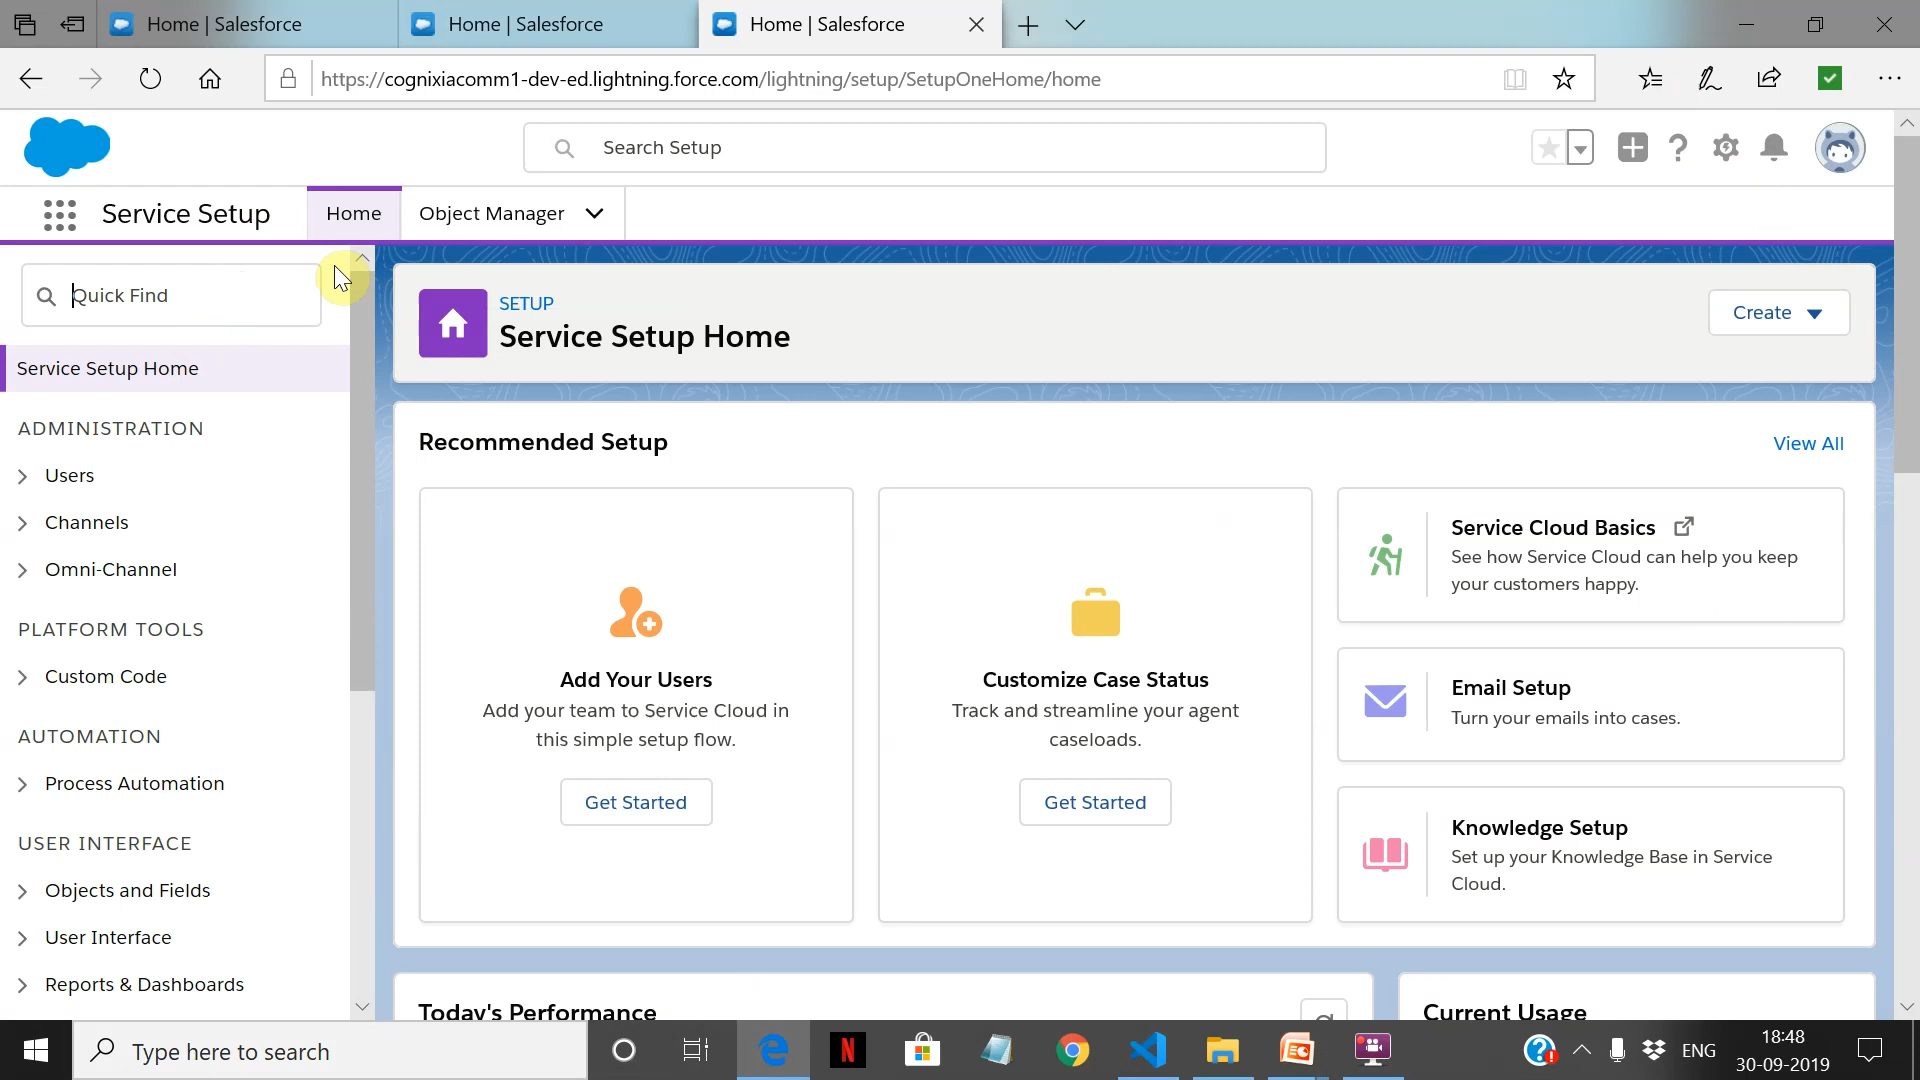 Home | Salesforce
Home | Salesforce
Home | Salesforce
https://cognixiacomm1-dev-ed.lightning.force.com/lightning/setup/SetupOneHome/home
Search Setup
Service Setup
Home
Object Manager
Quick Find
Service Setup Home
ADMINISTRATION
Users
Channels
Omni-Channel
PLATFORM TOOLS
Custom Code
AUTOMATION
Process Automation
USER INTERFACE
Objects and Fields
User Interface
Reports & Dashboards
SETUP
Service Setup Home
Create
Recommended Setup
View All
Add Your Users
Add your team to Service Cloud in
this simple setup flow.
Get Started
Customize Case Status
Track and streamline your agent
caseloads.
Get Started
Service Cloud Basics
See how Service Cloud can help you keep
your customers happy.
Email Setup
Turn your emails into cases.
Knowledge Setup
Set up your Knowledge Base in Service
Cloud.
Today's Performance
Current Usage
Type here to search
ENG
18:48
30-09-2019